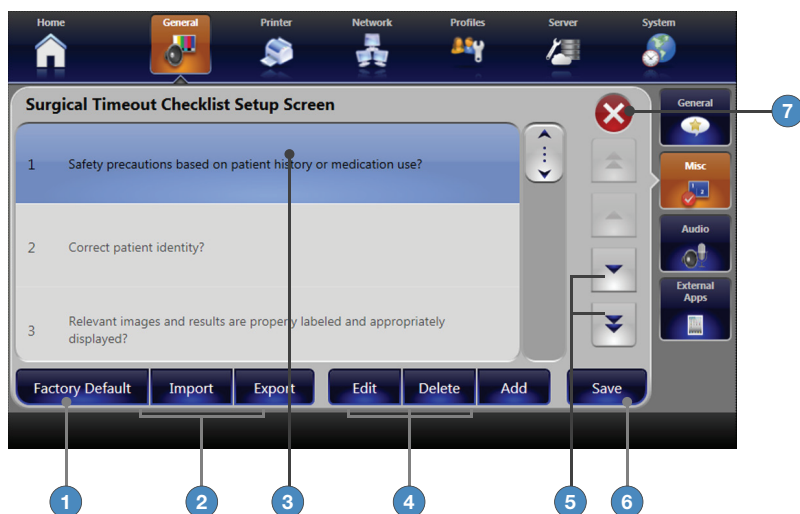 Home General Printer Network Profiles Server System
Surgical Timeout Checklist Setup Screen
1 Safety precautions based on patient history or medication use?
2 Correct patient identity?
3 Relevant images and results are properly labeled and appropriately
displayed?
Factory Default Import Export Edit Delete Add Save
General
Misc
1 2
Audio
External
Apps
7
1 2 3 4 5 6